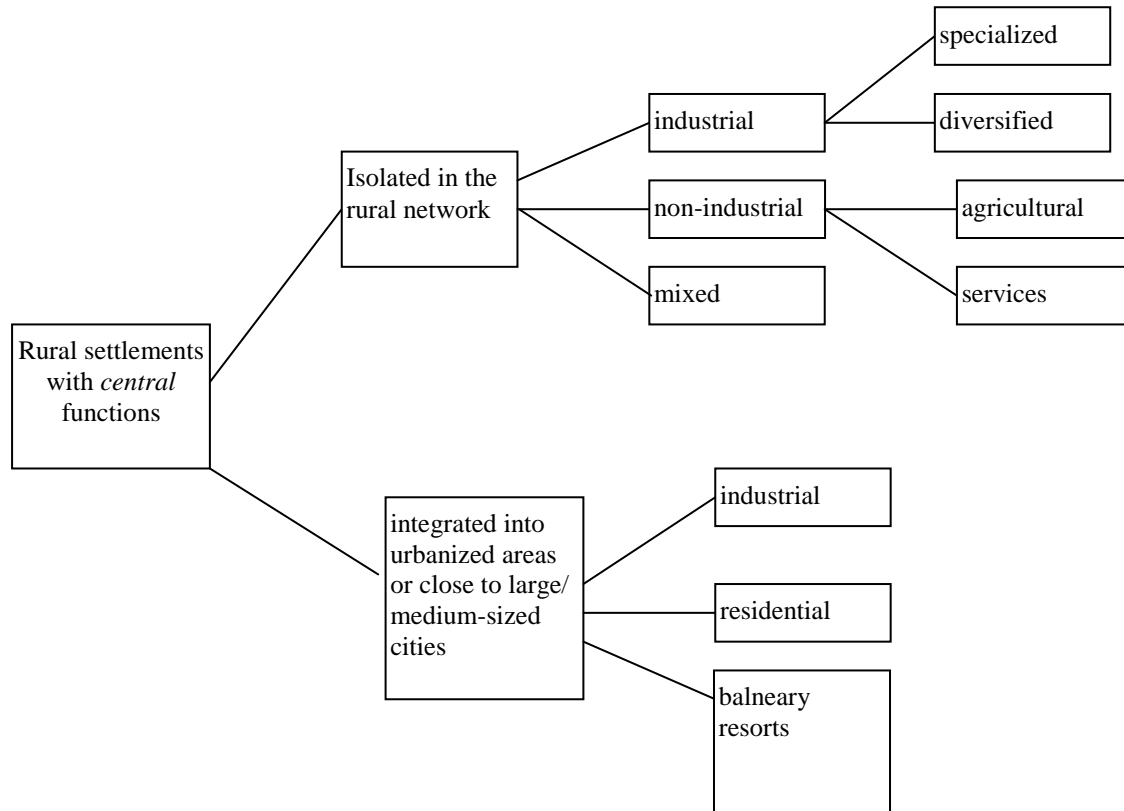 specialized
industrial
diversified
Isolated in the
rural network
non-industrial
agricultural
mixed
services
Rural settlements
with central
functions
integrated into
urbanized areas
or close to large/
medium-sized
cities
industrial
residential
balneary
resorts